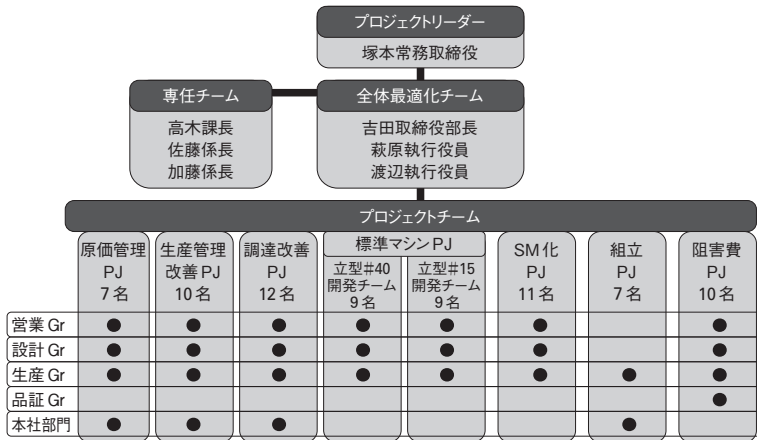 プロジェクトリーダー
塚本常務取締役
専任チーム
高木課長
佐藤係長
加藤係長
全体最適化チーム
吉田取締役部長
萩原執行役員
渡辺執行役員
プロジェクトチーム
原価管理
PJ
7名
生産管理
改善PJ
10名
調達改善
PJ
12名
標準マシンPJ
立型#40
開発チーム
9名
立型#15
開発チーム
9名
SM化
PJ
11名
組立
PJ
7名
阻害費
PJ
10名
営業Gr ● ● ● ● ● ● ●
設計Gr ● ● ● ● ● ● ●
生産Gr ● ● ● ● ● ● ● ●
品証Gr ●
本社部門 ● ● ● ●